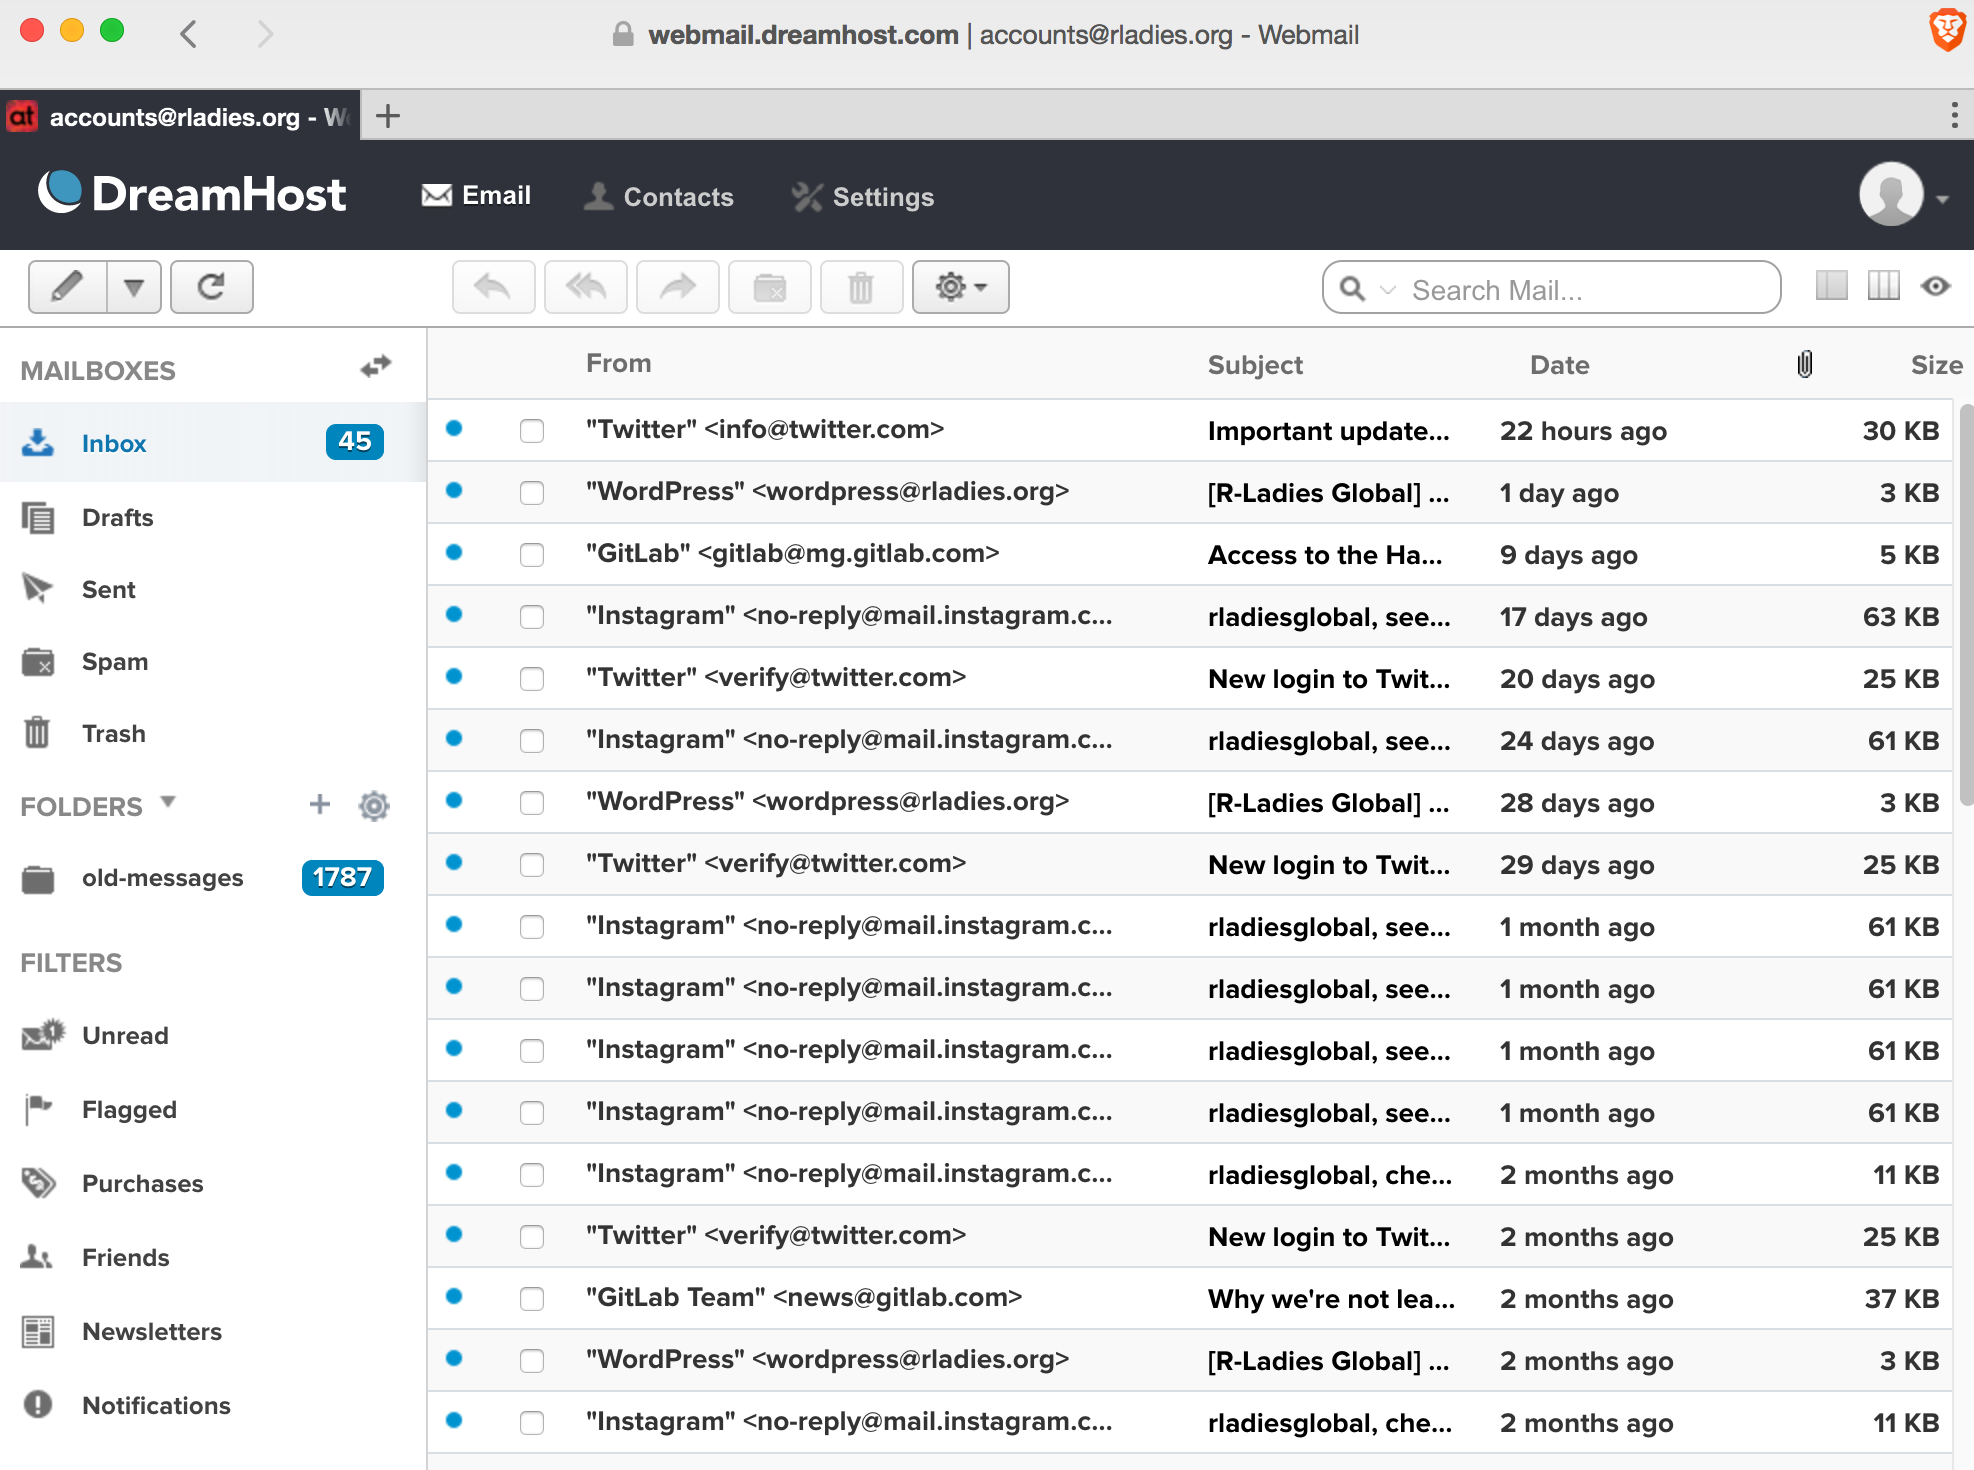 webmail.dreamhost.com | accounts@rladies.org - Webmail
at accounts@rladies.org - W
DreamHost Email Contacts Settings
Search Mail...
MAILBOXES
Inbox 45
Drafts
Sent
Spam
Trash
FOLDERS
old-messages 1787
FILTERS
Unread
Flagged
Purchases
Friends
Newsletters
Notifications
From Subject Date Size
"Twitter" <info@twitter.com> Important update... 22 hours ago 30 KB
"WordPress" <wordpress@rladies.org> [R-Ladies Global] ... 1 day ago 3 KB
"GitLab" <gitlab@mg.gitlab.com> Access to the Ha... 9 days ago 5 KB
"Instagram" <no-reply@mail.instagram.c... rladiesglobal, see... 17 days ago 63 KB
"Twitter" <verify@twitter.com> New login to Twit... 20 days ago 25 KB
"Instagram" <no-reply@mail.instagram.c... rladiesglobal, see... 24 days ago 61 KB
"WordPress" <wordpress@rladies.org> [R-Ladies Global] ... 28 days ago 3 KB
"Twitter" <verify@twitter.com> New login to Twit... 29 days ago 25 KB
"Instagram" <no-reply@mail.instagram.c... rladiesglobal, see... 1 month ago 61 KB
"Instagram" <no-reply@mail.instagram.c... rladiesglobal, see... 1 month ago 61 KB
"Instagram" <no-reply@mail.instagram.c... rladiesglobal, see... 1 month ago 61 KB
"Instagram" <no-reply@mail.instagram.c... rladiesglobal, see... 1 month ago 61 KB
"Instagram" <no-reply@mail.instagram.c... rladiesglobal, che... 2 months ago 11 KB
"Twitter" <verify@twitter.com> New login to Twit... 2 months ago 25 KB
"GitLab Team" <news@gitlab.com> Why we're not lea... 2 months ago 37 KB
"WordPress" <wordpress@rladies.org> [R-Ladies Global] ... 2 months ago 3 KB
"Instagram" <no-reply@mail.instagram.c... rladiesglobal, che... 2 months ago 11 KB